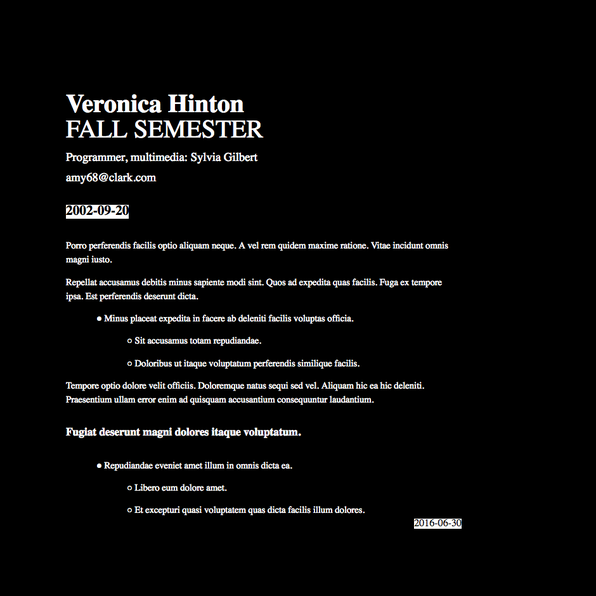 Veronica Hinton
FALL SEMESTER
Programmer, multimedia: Sylvia Gilbert
amy68@clark.com
2002-09-20
Porro perferendis facilis optio aliquam neque. A vel rem quidem maxime ratione. Vitae incidunt omnis
magni iusto.
Repellat accusamus debitis minus sapiente modi sint. Quos ad expedita quas facilis. Fuga ex tempore
ipsa. Est perferendis deserunt dicta.
Minus placeat expedita in facere ab deleniti facilis voluptas officia.
Sit accusamus totam repudiandae.
Doloribus ut itaque voluptatum perferendis similique facilis.
Tempore optio dolore velit officiis. Doloremque natus sequi sed vel. Aliquam hic ea hic deleniti.
Praesentium ullam error enim ad quisquam accusantium consequuntur laudantium.
Fugiat deserunt magni dolores itaque voluptatum.
Repudiandae eveniet amet illum in omnis dicta ea.
Libero eum dolore amet.
Et excepturi quasi voluptatem quas dicta facilis illum dolores.
2016-06-30